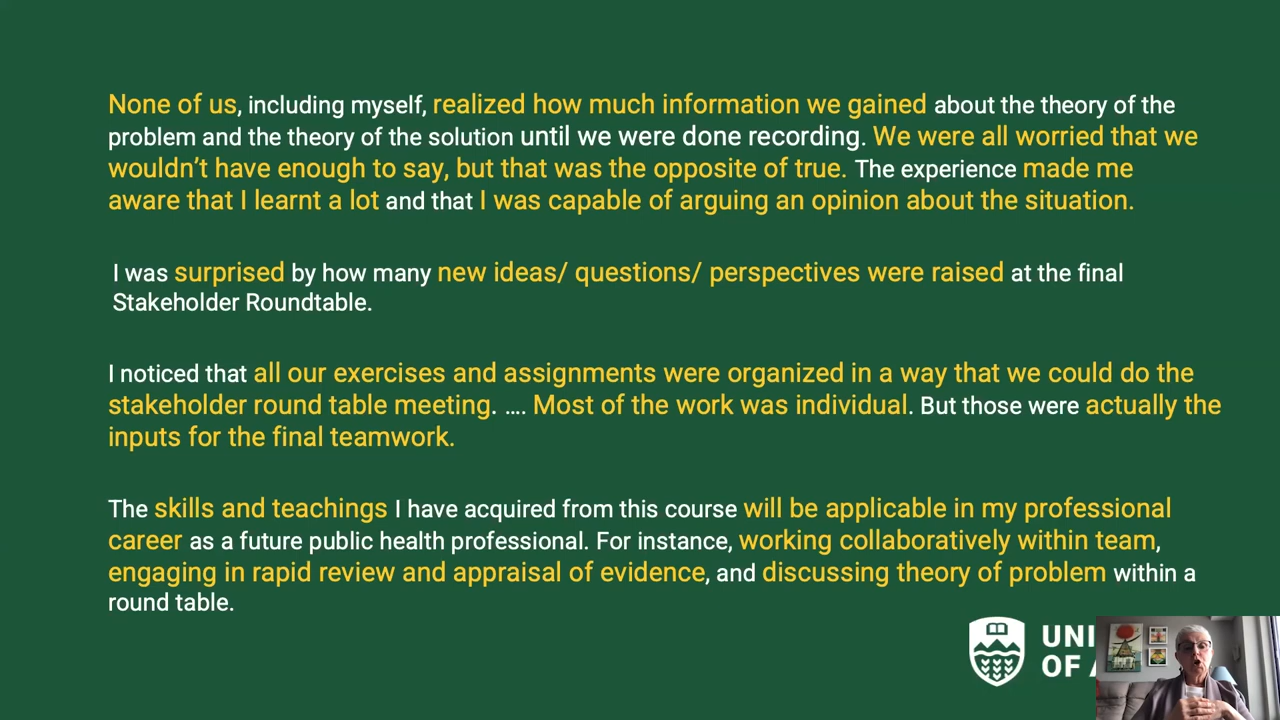 None of us, including myself, realized how much information we gained about the theory of the
problem and the theory of the solution until we were done recording. We were all worried that we
wouldn’t have enough to say, but that was the opposite of true. The experience made me
aware that I learnt a lot and that I was capable of arguing an opinion about the situation.
I was surprised by how many new ideas/ questions/ perspectives were raised at the final
Stakeholder Roundtable.
I noticed that all our exercises and assignments were organized in a way that we could do the
stakeholder round table meeting. .... Most of the work was individual. But those were actually the
inputs for the final teamwork.
The skills and teachings I have acquired from this course will be applicable in my professional
career as a future public health professional. For instance, working collaboratively within team,
engaging in rapid review and appraisal of evidence, and discussing theory of problem within a
round table.
UNI
OF